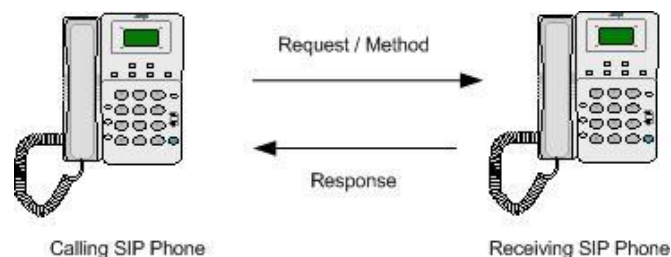 Request / Method
Response
Calling SIP Phone
Receiving SIP Phone